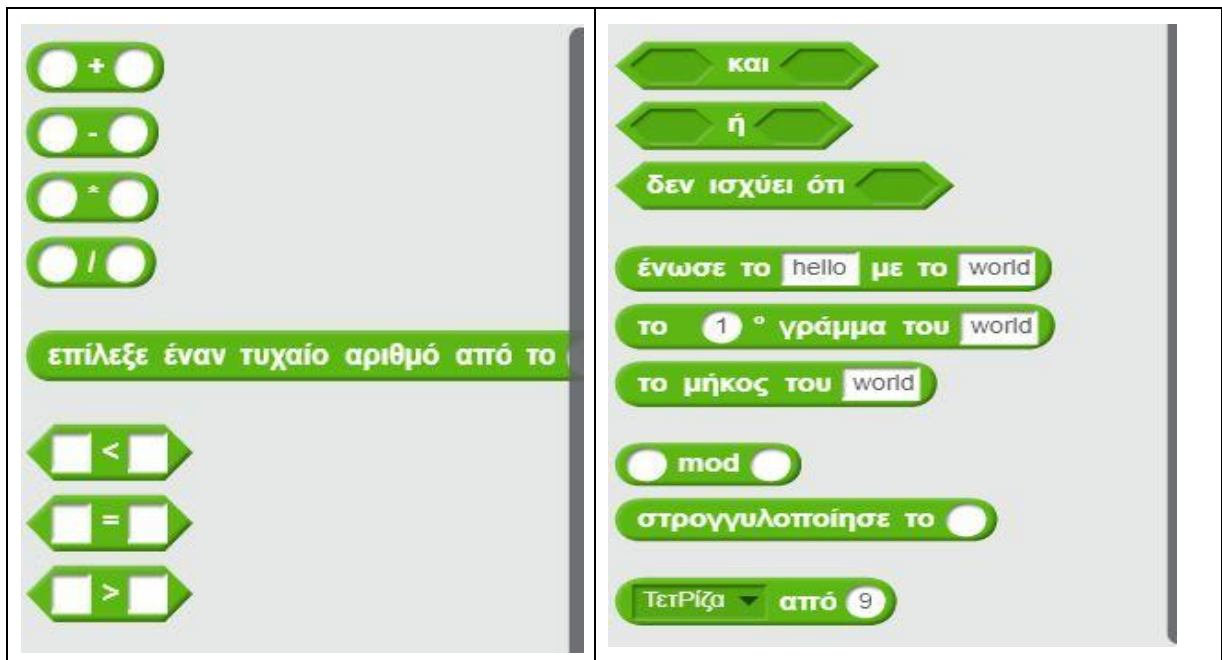 +
-
*
/
επίλεξε έναν τυχαίο αριθμό από το
<
=
>
και
ή
δεν ισχύει ότι
ένωσε το hello με το world
το 1 ° γράμμα του world
το μήκος του world
mod
στρογγυλοποίησε το
ΤετΡίζα από 9